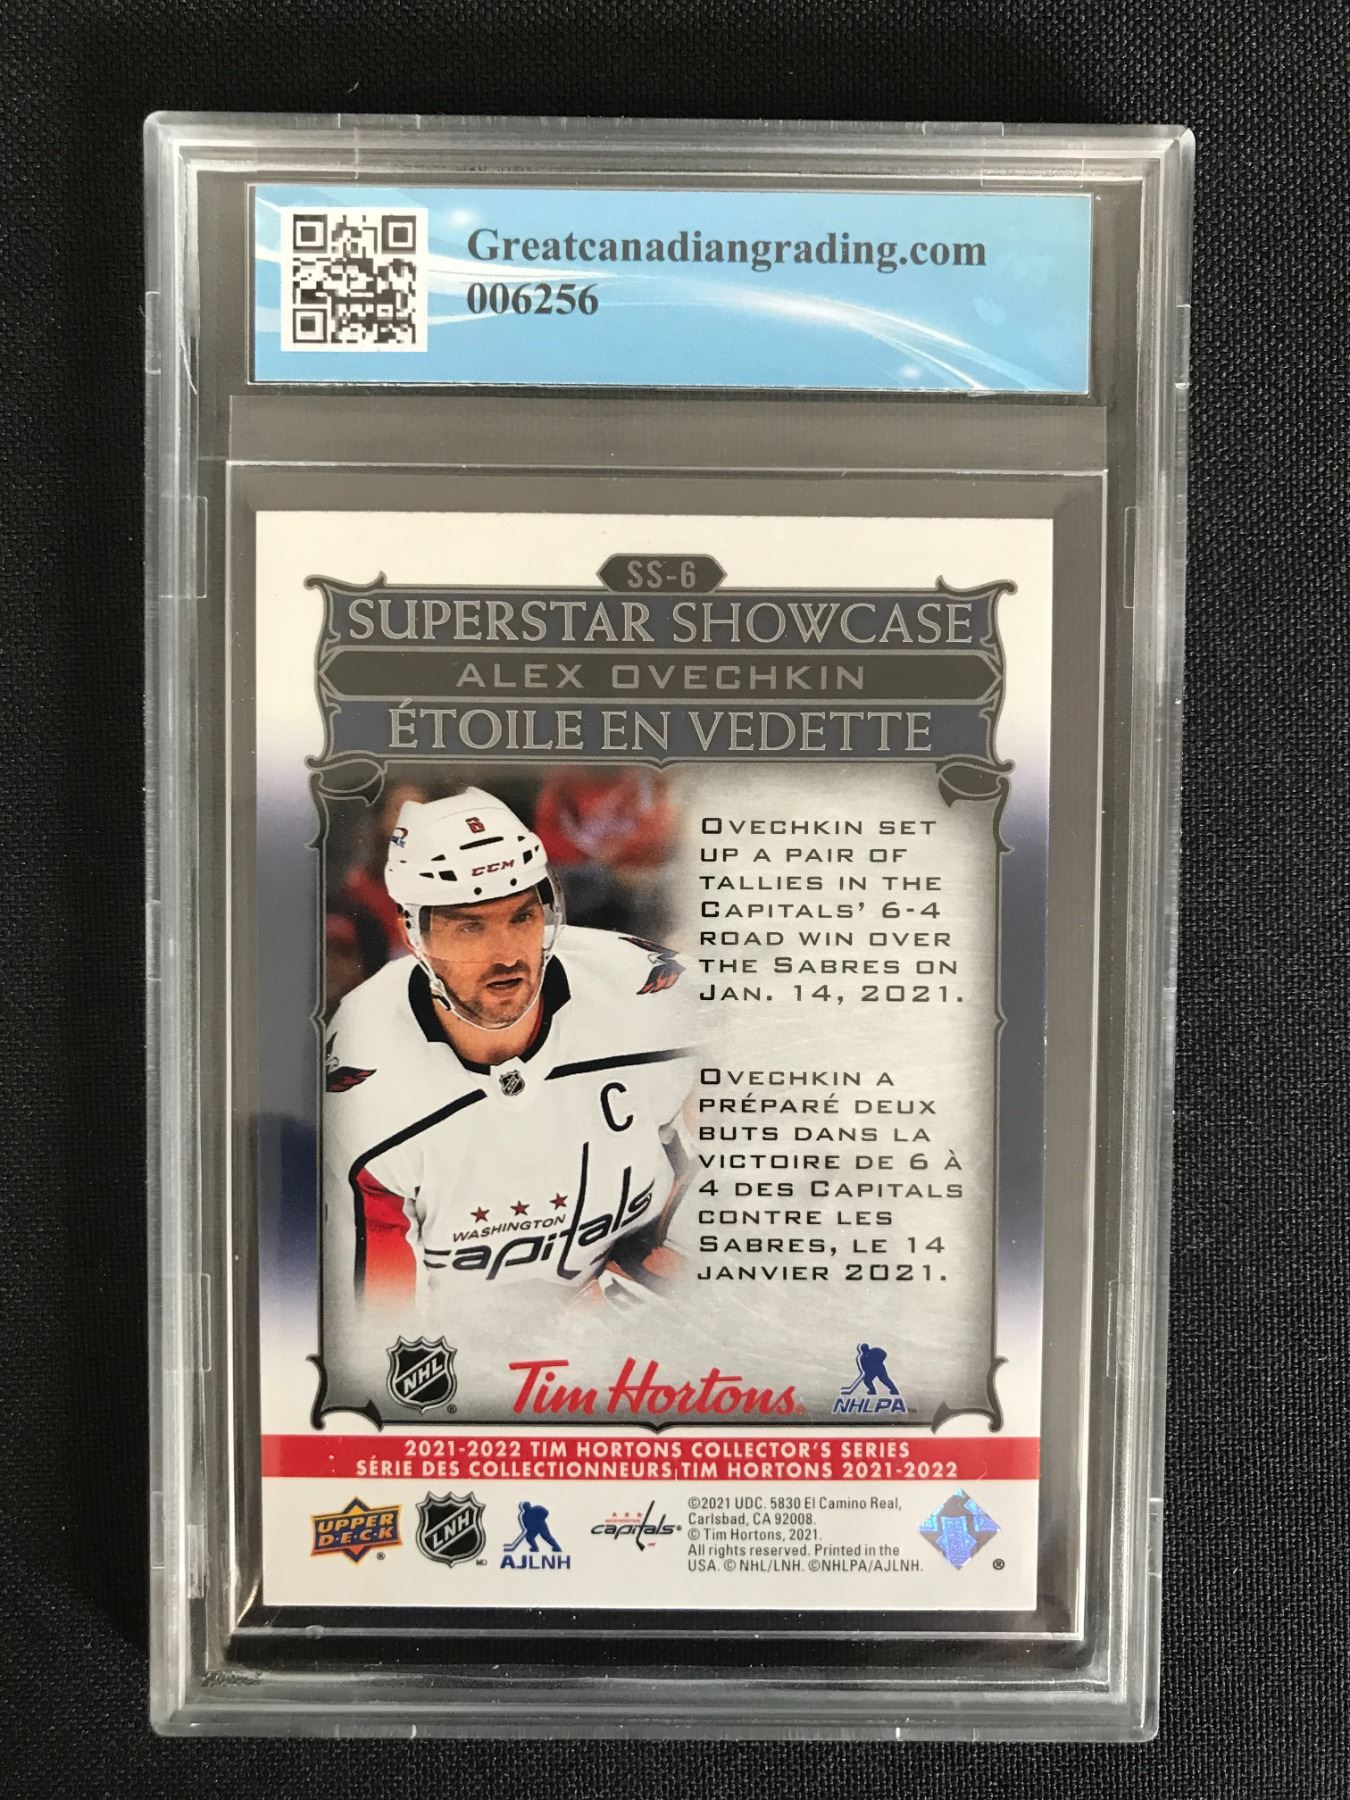 Greatcanadiangrading.com
006256
SS-6
SUPERSTAR SHOWCASE
ALEX OVECHKIN
ÉTOILE EN VEDETTE
8
CCM
OVECHKIN SET
UP A PAIR OF
TALLIES IN THE
CAPITALS' 6-4
ROAD WIN OVER
THE SABRES ON
JAN. 14, 2021.
C
WASHINGTON
capitals
OVECHKIN A
PRÉPARÉ DEUX
BUTS DANS LA
VICTOIRE DE 6 À
4 DES CAPITALS
CONTRE LES
SABRES, LE 14
JANVIER 2021.
NHL ®
Tim Hortons®
NHLPA™
2021-2022 TIM HORTONS COLLECTOR'S SERIES
SÉRIE DES COLLECTIONNEURS TIM HORTONS 2021-2022
UPPER
D·E·C·K ®
LNH MD
AJLNH
capitals®
©2021 UDC. 5830 El Camino Real,
Carlsbad, CA 92008.
© Tim Hortons, 2021.
All rights reserved. Printed in the
USA. © NHL/LNH. ©NHLPA/AJLNH.
®